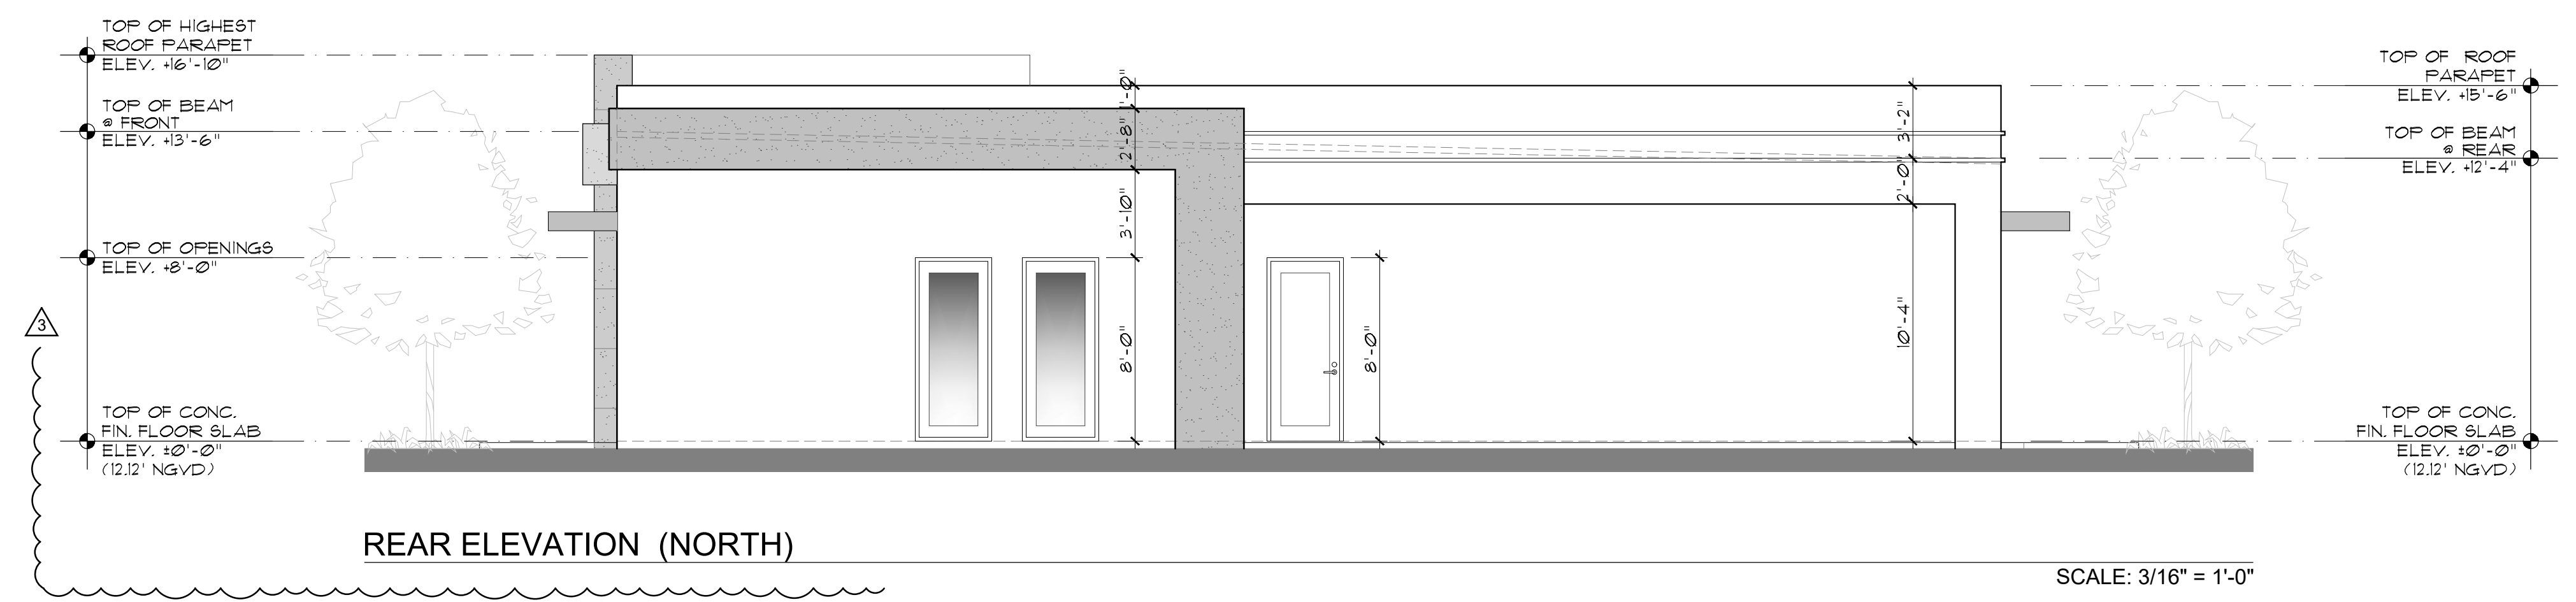 TOP OF HIGHEST
ROOF PARAPET
ELEV. +16'-10"
TOP OF BEAM
@ FRONT
ELEV. +13'-6"
TOP OF OPENINGS
ELEV. +8'-0"
3
TOP OF CONC.
FIN. FLOOR SLAB
ELEV. ±0'-0"
(12.12' NGVD)
1'-0"
2'-8"
3'-10"
8'-0"
8'-0"
3'-2"
2'-0"
10'-4"
TOP OF ROOF
PARAPET
ELEV. +15'-6"
TOP OF BEAM
@ REAR
ELEV. +12'-4"
TOP OF CONC.
FIN. FLOOR SLAB
ELEV. ±0'-0"
(12.12' NGVD)
REAR ELEVATION (NORTH)
SCALE: 3/16" = 1'-0"